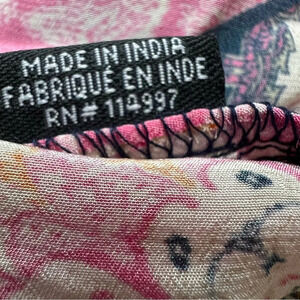 MADE IN INDIA
FABRIQUÉ EN INDE
RN# 114997